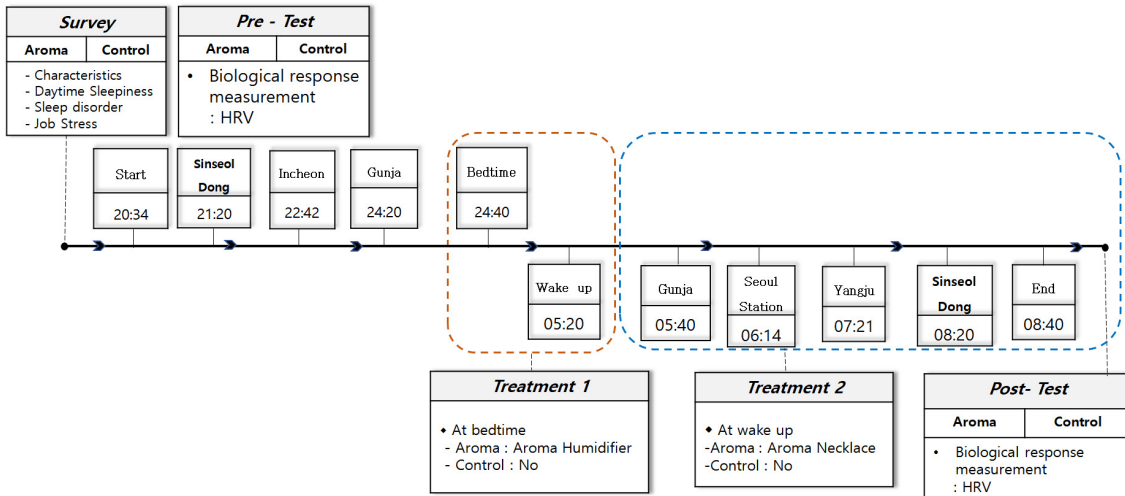 Survey
Aroma Control
- Characteristics
- Daytime Sleepiness
- Sleep disorder
- Job Stress
Pre - Test
Aroma Control
• Biological response
measurement
: HRV
Start
20:34
Sinseol
Dong
21:20
Incheon
22:42
Gunja
24:20
Bedtime
24:40
Wake up
05:20
Gunja
05:40
Seoul
Station
06:14
Yangju
07:21
Sinseol
Dong
08:20
End
08:40
Treatment 1
◆ At bedtime
- Aroma : Aroma Humidifier
- Control : No
Treatment 2
◆ At wake up
-Aroma : Aroma Necklace
-Control : No
Post- Test
Aroma Control
• Biological response
measurement
: HRV